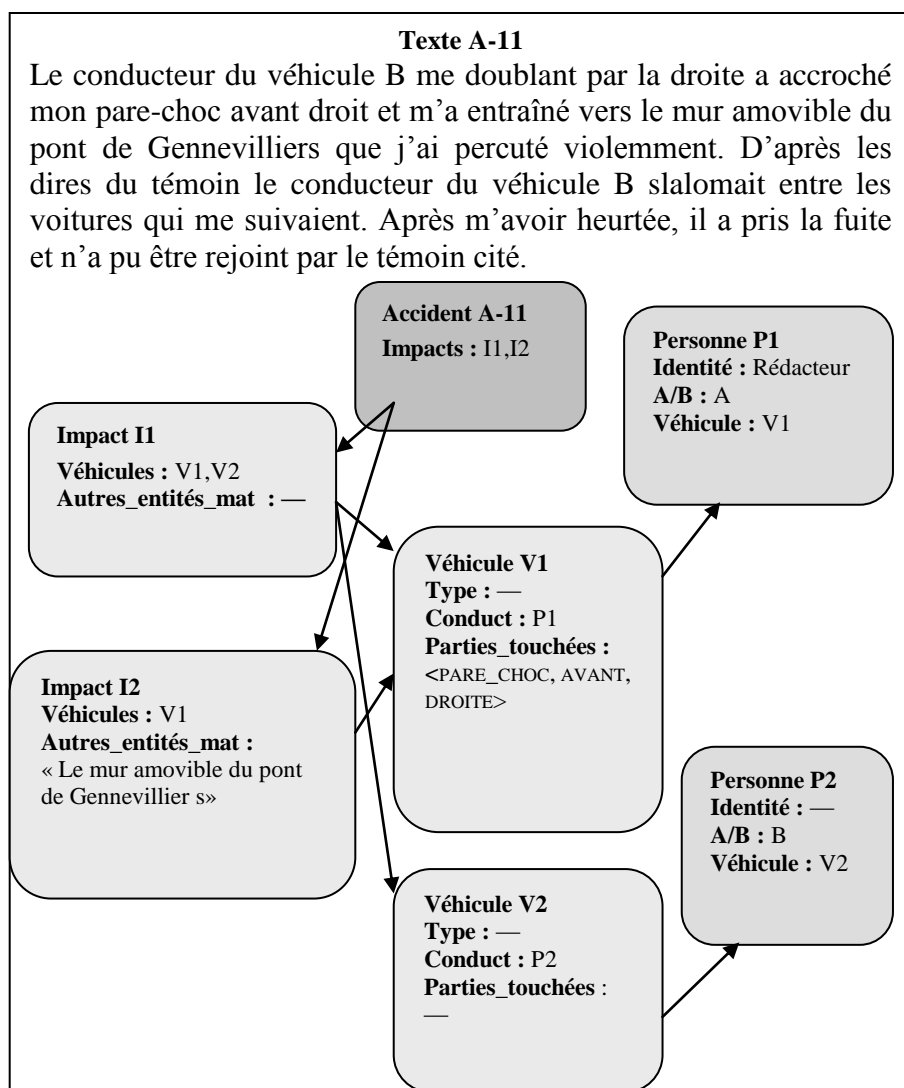 Texte A-11
Le conducteur du véhicule B me doublant par la droite a accroché
mon pare-choc avant droit et m’a entraîné vers le mur amovible du
pont de Gennevilliers que j’ai percuté violemment. D’après les
dires du témoin le conducteur du véhicule B slalomait entre les
voitures qui me suivaient. Après m’avoir heurtée, il a pris la fuite
et n’a pu être rejoint par le témoin cité.
Accident A-11
Impacts : I1,I2
Personne P1
Identité : Rédacteur
A/B : A
Véhicule : V1
Impact I1
Véhicules : V1,V2
Autres_entités_mat : —
Véhicule V1
Type : —
Conduct : P1
Parties_touchées :
<PARE_CHOC, AVANT,
DROITE>
Impact I2
Véhicules : V1
Autres_entités_mat :
« Le mur amovible du pont
de Gennevillier s»
Personne P2
Identité : —
A/B : B
Véhicule : V2
Véhicule V2
Type : —
Conduct : P2
Parties_touchées :
—